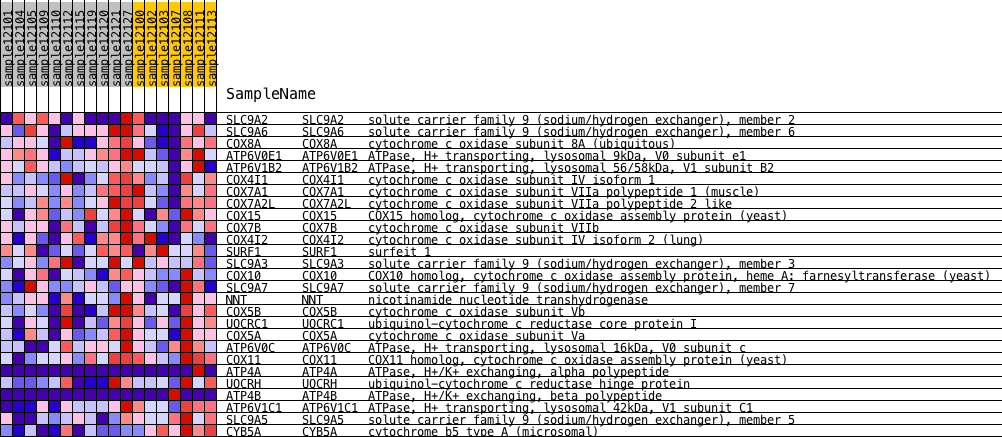 sample12101
sample12104
sample12105
sample12109
sample12110
sample12112
sample12115
sample12119
sample12120
sample12121
sample12127
sample12100
sample12102
sample12103
sample12107
sample12108
sample12111
sample12113
SampleName
SLC9A2 SLC9A2 solute carrier family 9 (sodium/hydrogen exchanger), member 2
SLC9A6 SLC9A6 solute carrier family 9 (sodium/hydrogen exchanger), member 6
COX8A COX8A cytochrome c oxidase subunit 8A (ubiquitous)
ATP6V0E1 ATP6V0E1 ATPase, H+ transporting, lysosomal 9kDa, V0 subunit e1
ATP6V1B2 ATP6V1B2 ATPase, H+ transporting, lysosomal 56/58kDa, V1 subunit B2
COX4I1 COX4I1 cytochrome c oxidase subunit IV isoform 1
COX7A1 COX7A1 cytochrome c oxidase subunit VIIa polypeptide 1 (muscle)
COX7A2L COX7A2L cytochrome c oxidase subunit VIIa polypeptide 2 like
COX15 COX15 COX15 homolog, cytochrome c oxidase assembly protein (yeast)
COX7B COX7B cytochrome c oxidase subunit VIIb
COX4I2 COX4I2 cytochrome c oxidase subunit IV isoform 2 (lung)
SURF1 SURF1 surfeit 1
SLC9A3 SLC9A3 solute carrier family 9 (sodium/hydrogen exchanger), member 3
COX10 COX10 COX10 homolog, cytochrome c oxidase assembly protein, heme A: farnesyltransferase (yeast)
SLC9A7 SLC9A7 solute carrier family 9 (sodium/hydrogen exchanger), member 7
NNT NNT nicotinamide nucleotide transhydrogenase
COX5B COX5B cytochrome c oxidase subunit Vb
UQCRC1 UQCRC1 ubiquinol-cytochrome c reductase core protein I
COX5A COX5A cytochrome c oxidase subunit Va
ATP6V0C ATP6V0C ATPase, H+ transporting, lysosomal 16kDa, V0 subunit c
COX11 COX11 COX11 homolog, cytochrome c oxidase assembly protein (yeast)
ATP4A ATP4A ATPase, H+/K+ exchanging, alpha polypeptide
UQCRH UQCRH ubiquinol-cytochrome c reductase hinge protein
ATP4B ATP4B ATPase, H+/K+ exchanging, beta polypeptide
ATP6V1C1 ATP6V1C1 ATPase, H+ transporting, lysosomal 42kDa, V1 subunit C1
SLC9A5 SLC9A5 solute carrier family 9 (sodium/hydrogen exchanger), member 5
CYB5A CYB5A cytochrome b5 type A (microsomal)